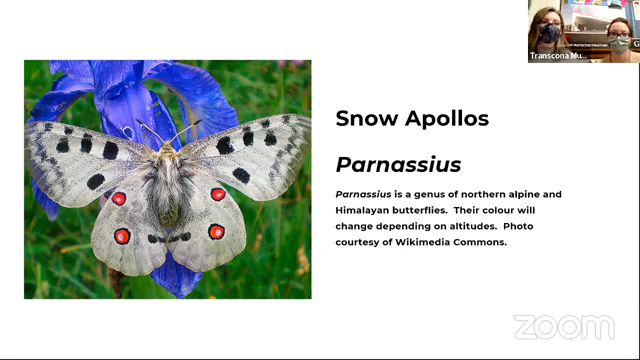 Transcona Mu...
Snow Apollos
Parnassius
Parnassius is a genus of northern alpine and
Himalayan butterflies. Their colour will
change depending on altitudes. Photo
courtesy of Wikimedia Commons.
zoom